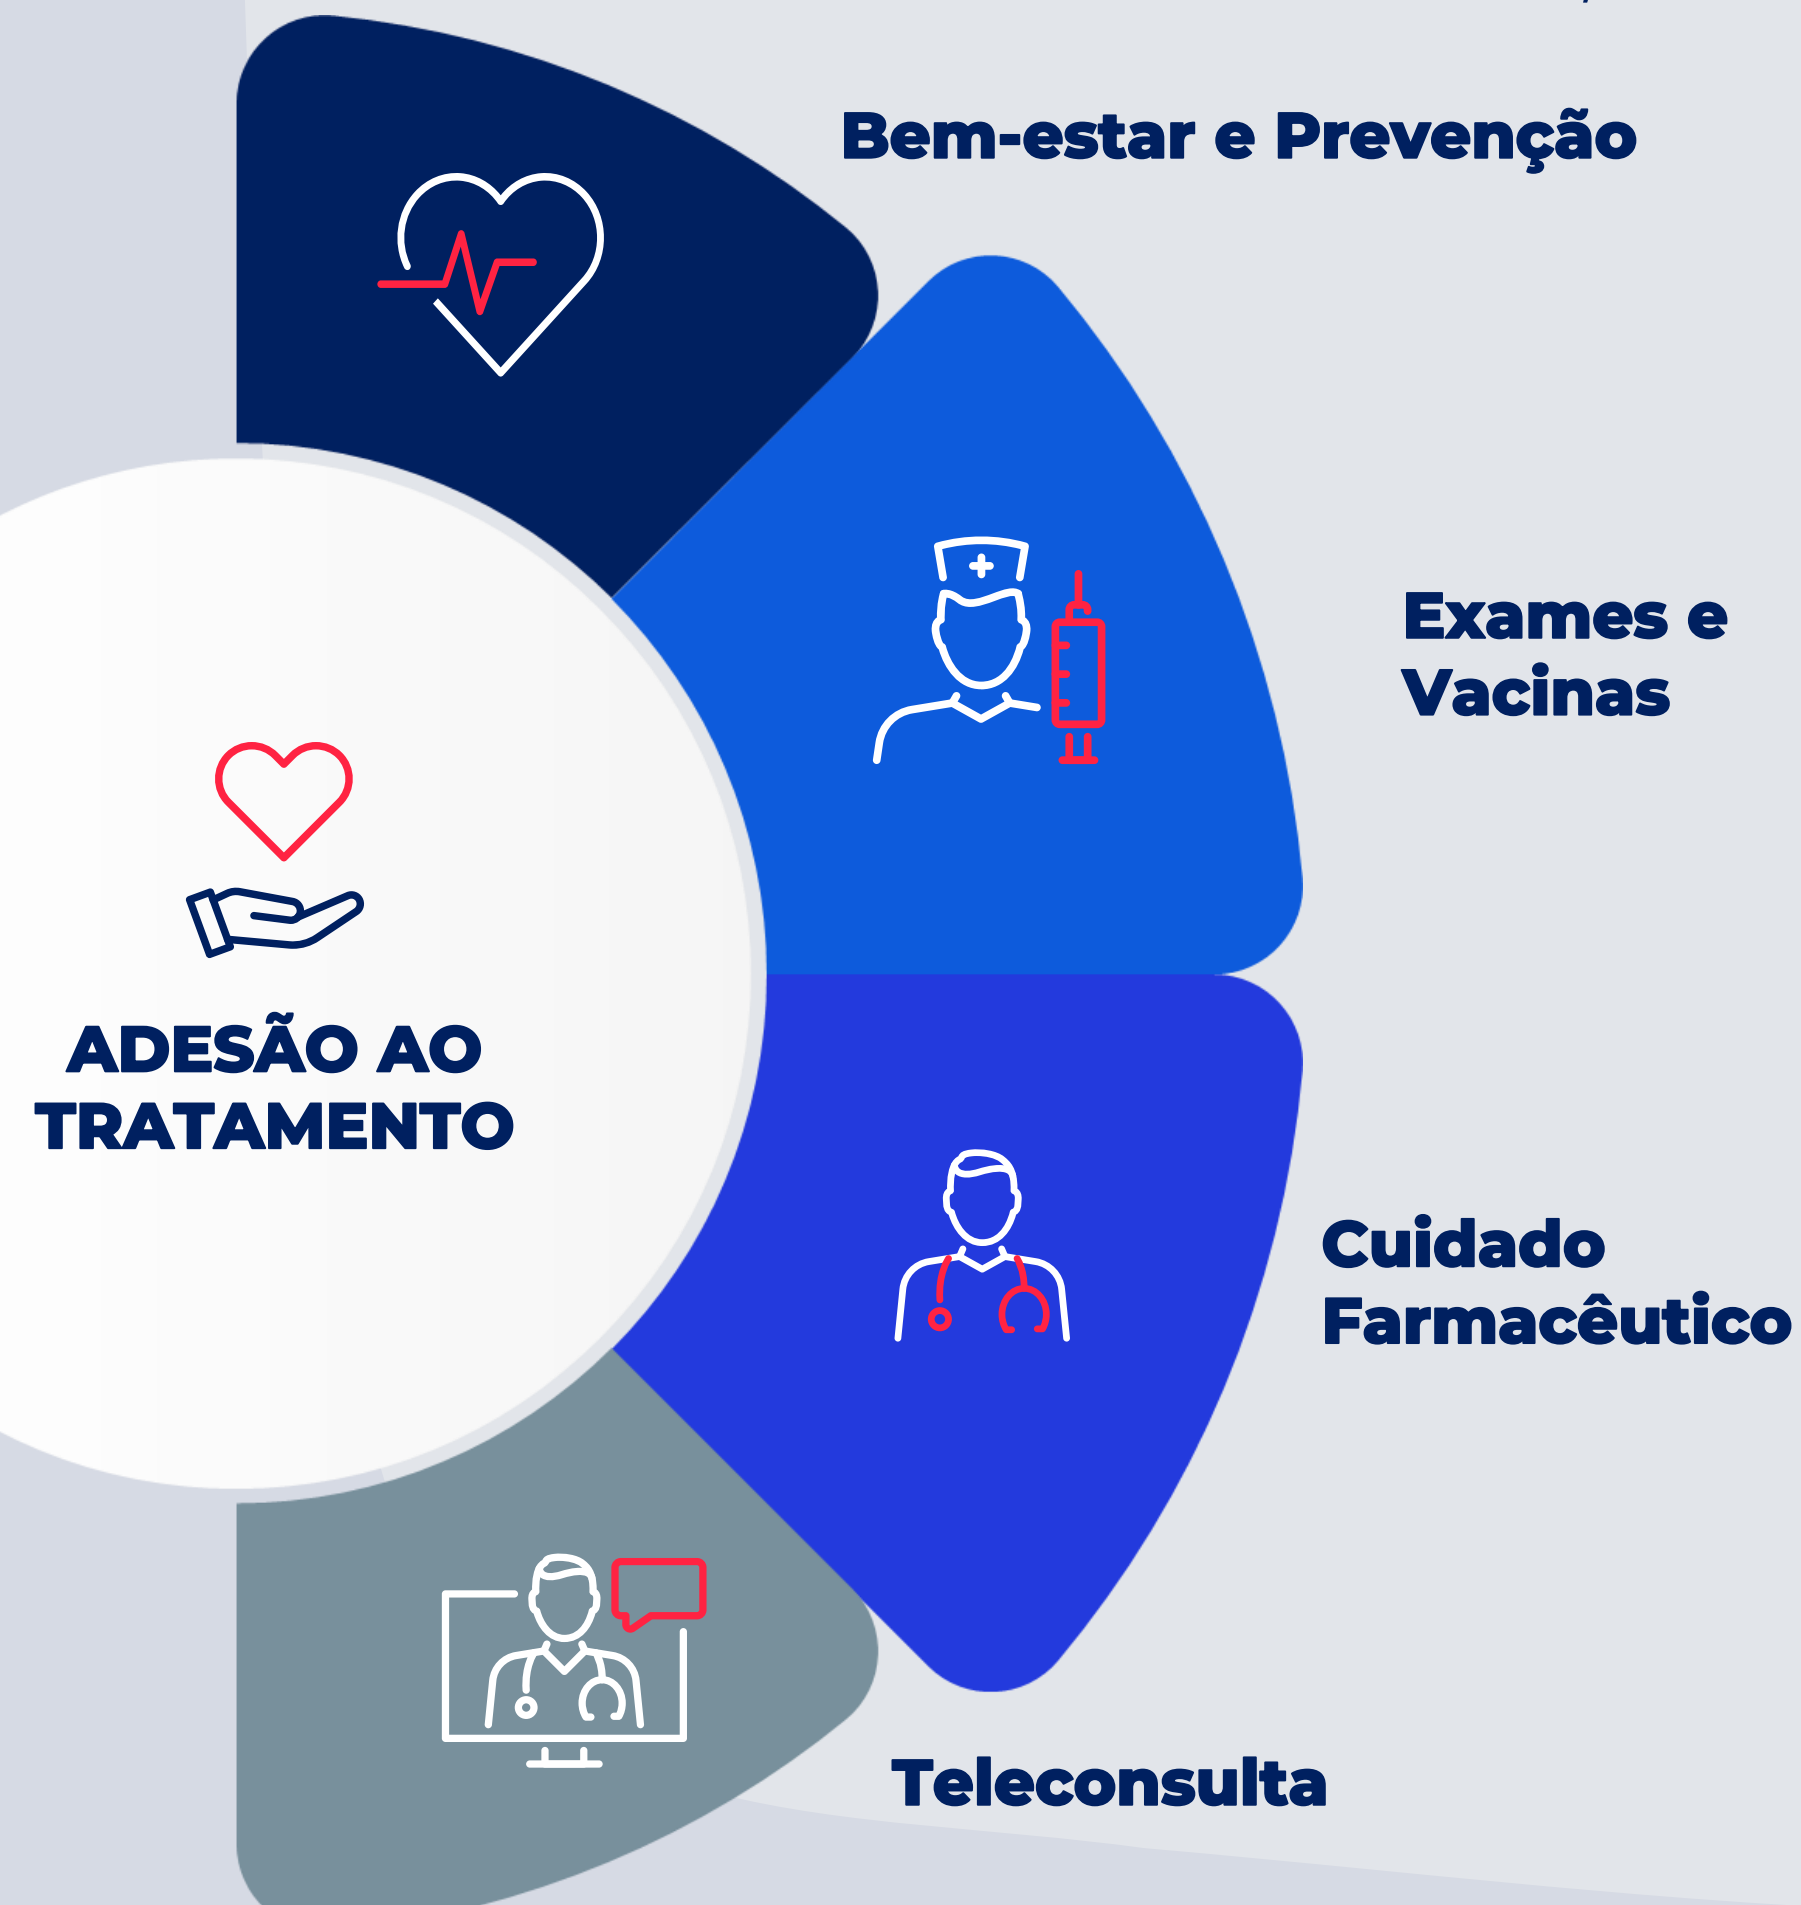 Bem-estar e Prevenção
Exames e
Vacinas
ADESÃO AO
TRATAMENTO
Cuidado
Farmacêutico
Teleconsulta